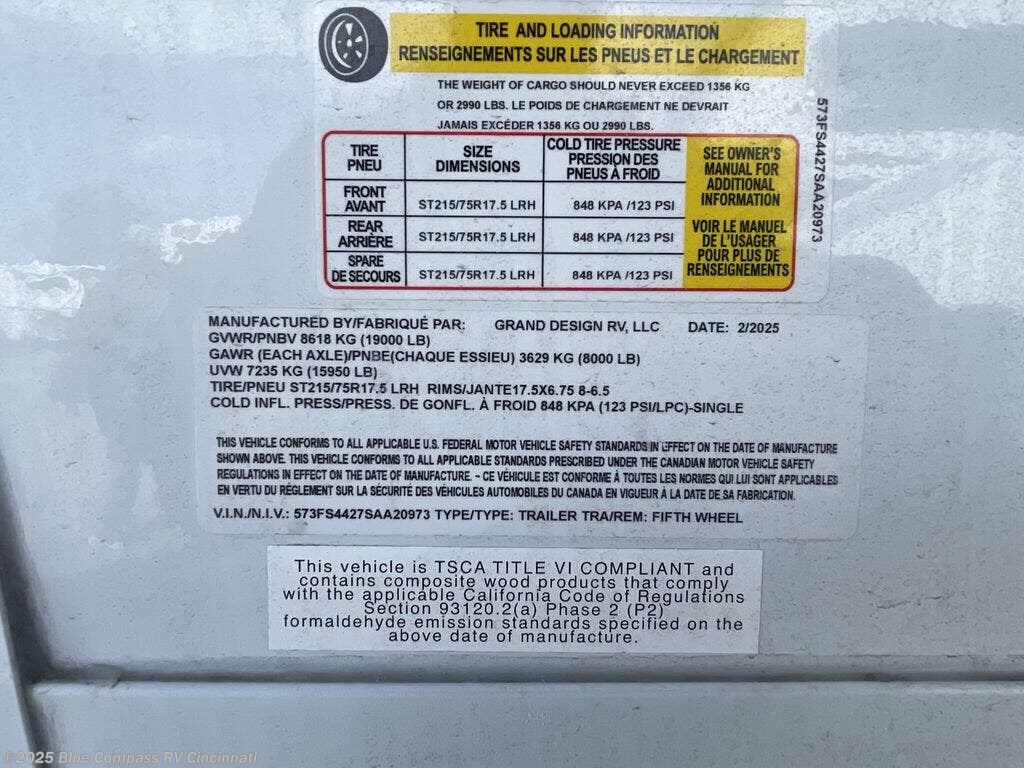 TIRE AND LOADING INFORMATION
RENSEIGNEMENTS SUR LES PNEUS ET LE CHARGEMENT
THE WEIGHT OF CARGO SHOULD NEVER EXCEED 1356 KG
OR 2990 LBS. LE POIDS DE CHARGEMENT NE DEVRAIT
JAMAIS EXCÉDER 1356 KG OU 2990 LBS.
TIRE PNEU SIZE DIMENSIONS COLD TIRE PRESSURE PRESSION DES PNEUS À FROID
FRONT AVANT ST215/75R17.5 LRH 848 KPA /123 PSI
REAR ARRIÈRE ST215/75R17.5 LRH 848 KPA /123 PSI
SPARE DE SECOURS ST215/75R17.5 LRH 848 KPA /123 PSI
SEE OWNER'S
MANUAL FOR
ADDITIONAL
INFORMATION
VOIR LE MANUEL
DE L'USAGER
POUR PLUS DE
RENSEIGNEMENTS
573FS4427SAA20973
MANUFACTURED BY/FABRIQUÉ PAR: GRAND DESIGN RV, LLC DATE: 2/2025
GVWR/PNBV 8618 KG (19000 LB)
GAWR (EACH AXLE)/PNBE(CHAQUE ESSIEU) 3629 KG (8000 LB)
UVW 7235 KG (15950 LB)
TIRE/PNEU ST215/75R17.5 LRH RIMS/JANTE17.5X6.75 8-6.5
COLD INFL. PRESS/PRESS. DE GONFL. À FROID 848 KPA (123 PSI/LPC)-SINGLE
THIS VEHICLE CONFORMS TO ALL APPLICABLE U.S. FEDERAL MOTOR VEHICLE SAFETY STANDARDS IN EFFECT ON THE DATE OF MANUFACTURE
SHOWN ABOVE. THIS VEHICLE CONFORMS TO ALL APPLICABLE STANDARDS PRESCRIBED UNDER THE CANADIAN MOTOR VEHICLE SAFETY
REGULATIONS IN EFFECT ON THE DATE OF MANUFACTURE. - CE VÉHICULE EST CONFORME À TOUTES LES NORMES QUI LUI SONT APPLICABLES
EN VERTU DU RÉGLEMENT SUR LA SÉCURITÉ DES VÉHICULES AUTOMOBILES DU CANADA EN VIGUEUR À LA DATE DE SA FABRICATION.
V.I.N./N.I.V.: 573FS4427SAA20973 TYPE/TYPE: TRAILER TRA/REM: FIFTH WHEEL
This vehicle is TSCA TITLE VI COMPLIANT and
contains composite wood products that comply
with the applicable California Code of Regulations
Section 93120.2(a) Phase 2 (P2)
formaldehyde emission standards specified on the
above date of manufacture.
©2025 Blue Compass RV Cincinnati